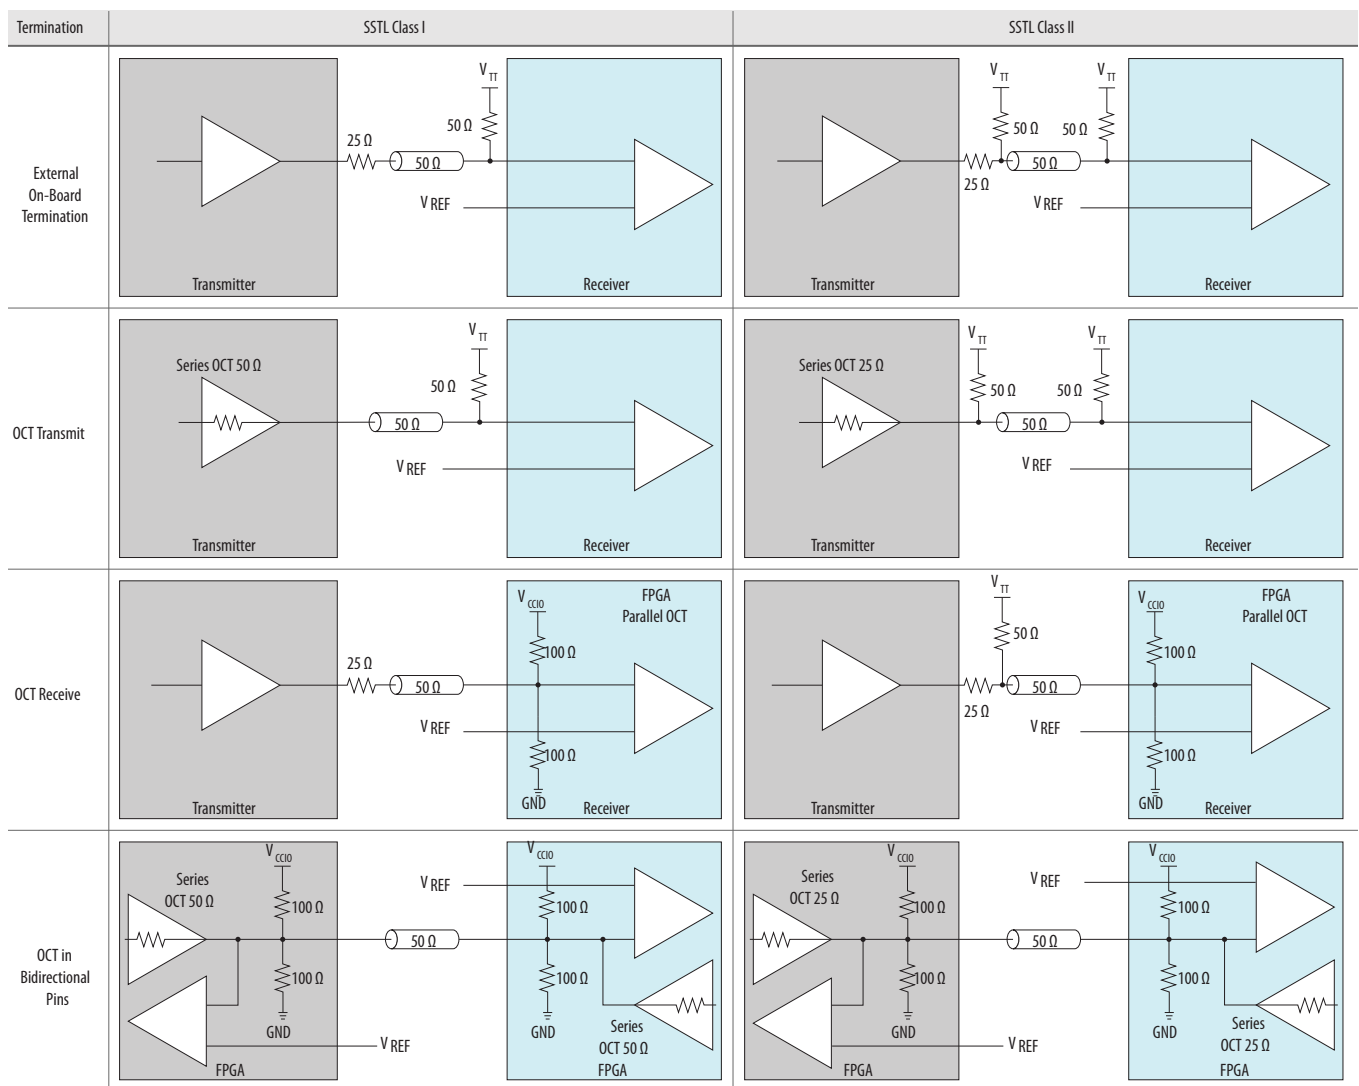 Termination
SSTL Class I
SSTL Class II
External
On-Board
Termination
V TT
50 Ω
25 Ω
50 Ω
V REF
Transmitter
Receiver
V TT
V TT
50 Ω
50 Ω
50 Ω
25 Ω
V REF
Transmitter
Receiver
OCT Transmit
V TT
Series OCT 50 Ω
50 Ω
50 Ω
V REF
Transmitter
Receiver
V TT
V TT
Series OCT 25 Ω
50 Ω
50 Ω
50 Ω
V REF
Transmitter
Receiver
OCT Receive
V CCIO
FPGA
Parallel OCT
100 Ω
25 Ω
50 Ω
V REF
100 Ω
GND
Transmitter
Receiver
V TT
V CCIO
FPGA
Parallel OCT
50 Ω
100 Ω
50 Ω
25 Ω
V REF
100 Ω
GND
Transmitter
Receiver
OCT in
Bidirectional
Pins
V CCIO
V CCIO
Series
OCT 50 Ω
V REF
100 Ω
100 Ω
50 Ω
100 Ω
100 Ω
GND
GND
Series
OCT 50 Ω
V REF
FPGA
FPGA
V CCIO
V CCIO
Series
OCT 25 Ω
V REF
100 Ω
100 Ω
50 Ω
100 Ω
100 Ω
GND
GND
Series
OCT 25 Ω
V REF
FPGA
FPGA